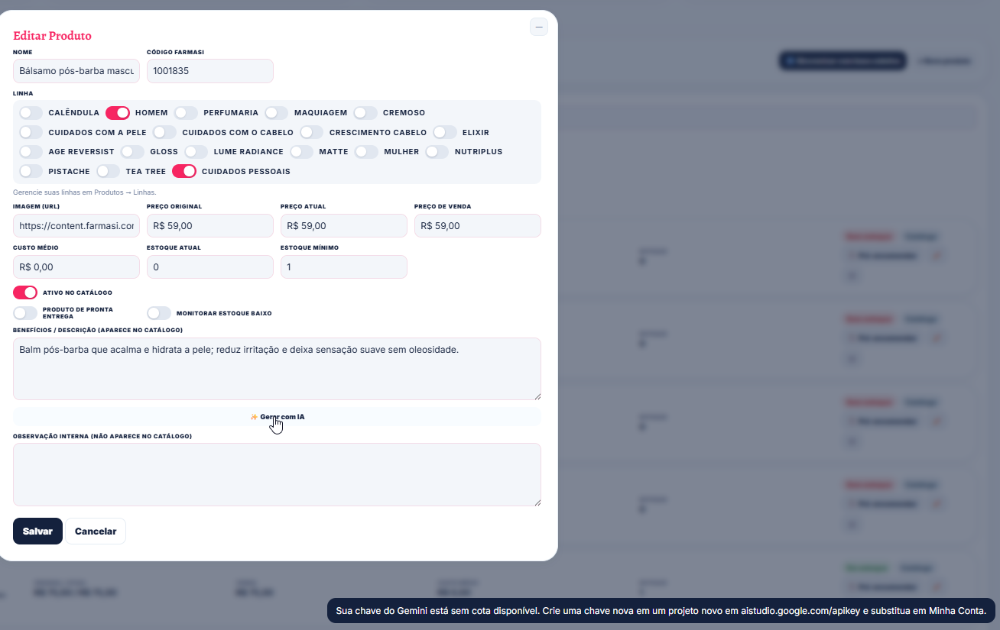 Editar Produto
—
NOME
CÓDIGO FARMASI
Bálsamo pós-barba mascu
1001835
LINHA
CALÊNDULA HOMEM PERFUMARIA MAQUIAGEM CREMOSO
CUIDADOS COM A PELE CUIDADOS COM O CABELO CRESCIMENTO CABELO ELIXIR
AGE REVERSIST GLOSS LUME RADIANCE MATTE MULHER NUTRIPLUS
PISTACHE TEA TREE CUIDADOS PESSOAIS
Gerencie suas linhas em Produtos → Linhas.
IMAGEM (URL) PREÇO ORIGINAL PREÇO ATUAL PREÇO DE VENDA
https://content.farmasi.cor R$ 59,00 R$ 59,00 R$ 59,00
CUSTO MÉDIO ESTOQUE ATUAL ESTOQUE MÍNIMO
R$ 0,00 0 1
ATIVO NO CATÁLOGO
PRODUTO DE PRONTA
ENTREGA
MONITORAR ESTOQUE BAIXO
BENEFÍCIOS / DESCRIÇÃO (APARECE NO CATÁLOGO)
Balm pós-barba que acalma e hidrata a pele; reduz irritação e deixa sensação suave sem oleosidade.
✨ Gerar com IA
OBSERVAÇÃO INTERNA (NÃO APARECE NO CATÁLOGO)
Salvar Cancelar
Sua chave do Gemini está sem cota disponível. Crie uma chave nova em um projeto novo em aistudio.google.com/apikey e substitua em Minha Conta.